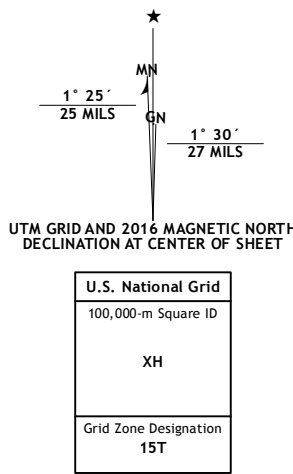 ★
MN
1° 25´
25 MILS
GN
1° 30´
27 MILS
UTM GRID AND 2016 MAGNETIC NORTH
DECLINATION AT CENTER OF SHEET
U.S. National Grid
100,000-m Square ID
XH
Grid Zone Designation
15T